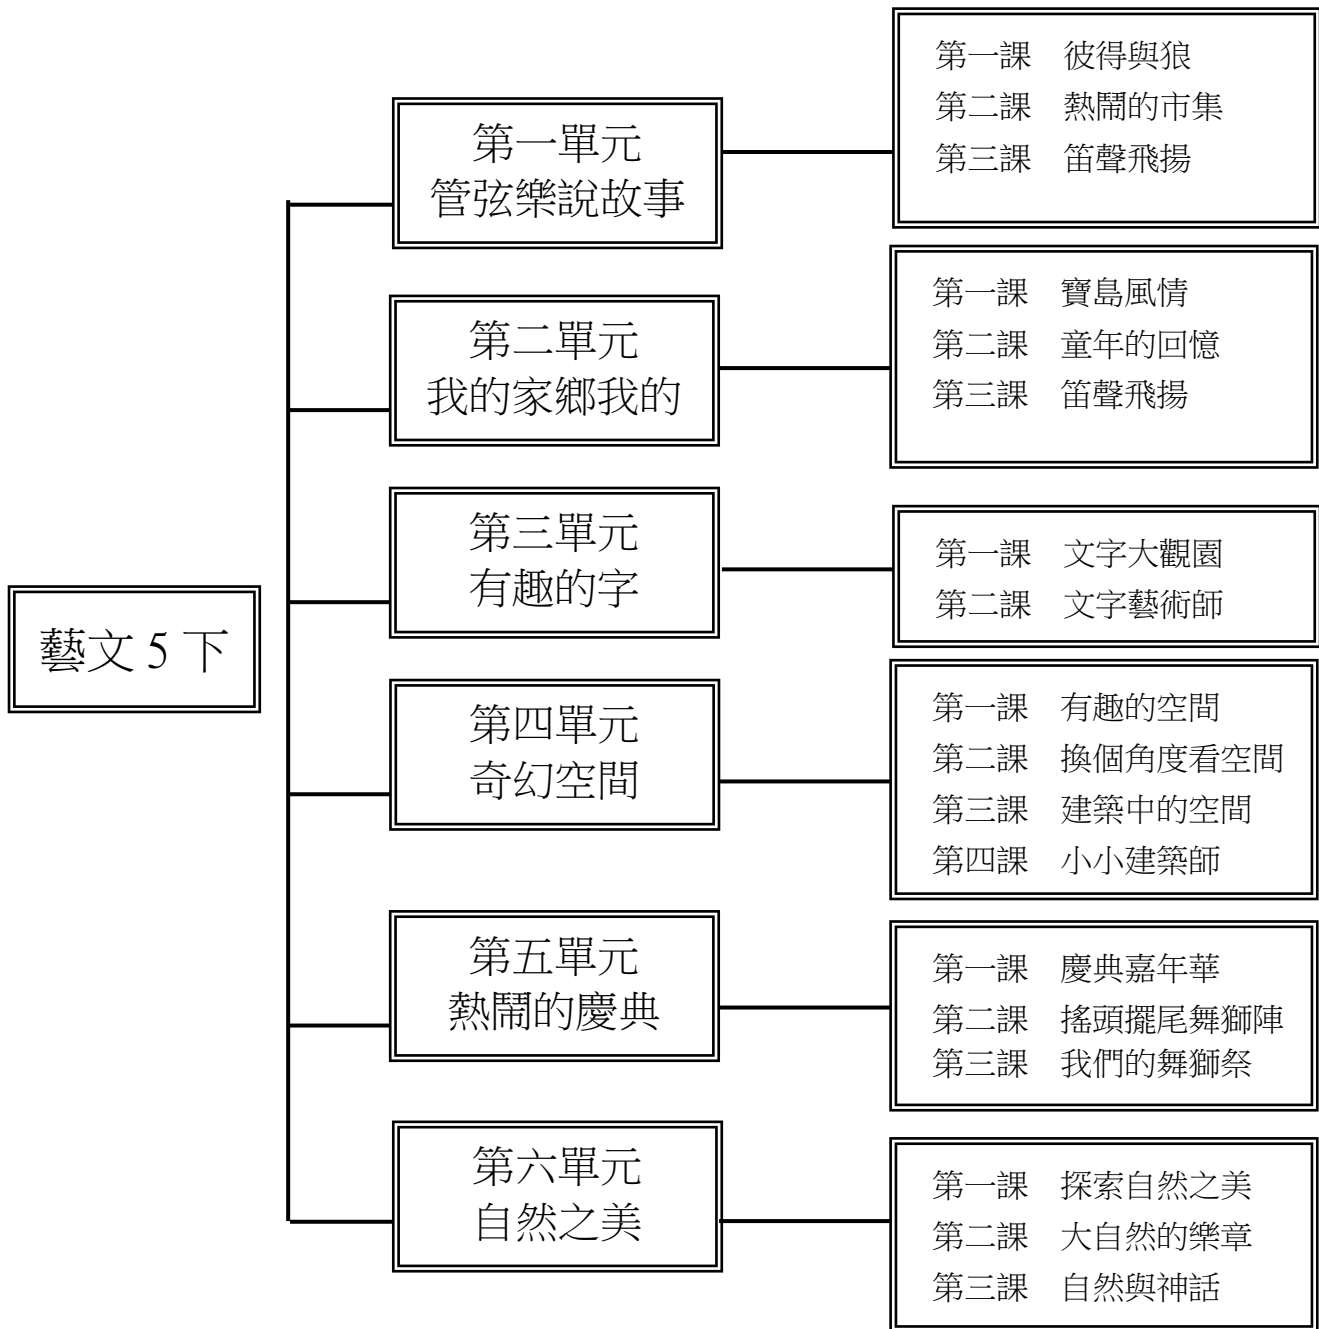 藝文 5 下
第一單元
管弦樂說故事
第一課　彼得與狼
第二課　熱鬧的市集
第三課　笛聲飛揚
第二單元
我的家鄉我的
第一課　寶島風情
第二課　童年的回憶
第三課　笛聲飛揚
第三單元
有趣的字
第一課　文字大觀園
第二課　文字藝術師
第四單元
奇幻空間
第一課　有趣的空間
第二課　換個角度看空間
第三課　建築中的空間
第四課　小小建築師
第五單元
熱鬧的慶典
第一課　慶典嘉年華
第二課　搖頭擺尾舞獅陣
第三課　我們的舞獅祭
第六單元
自然之美
第一課　探索自然之美
第二課　大自然的樂章
第三課　自然與神話